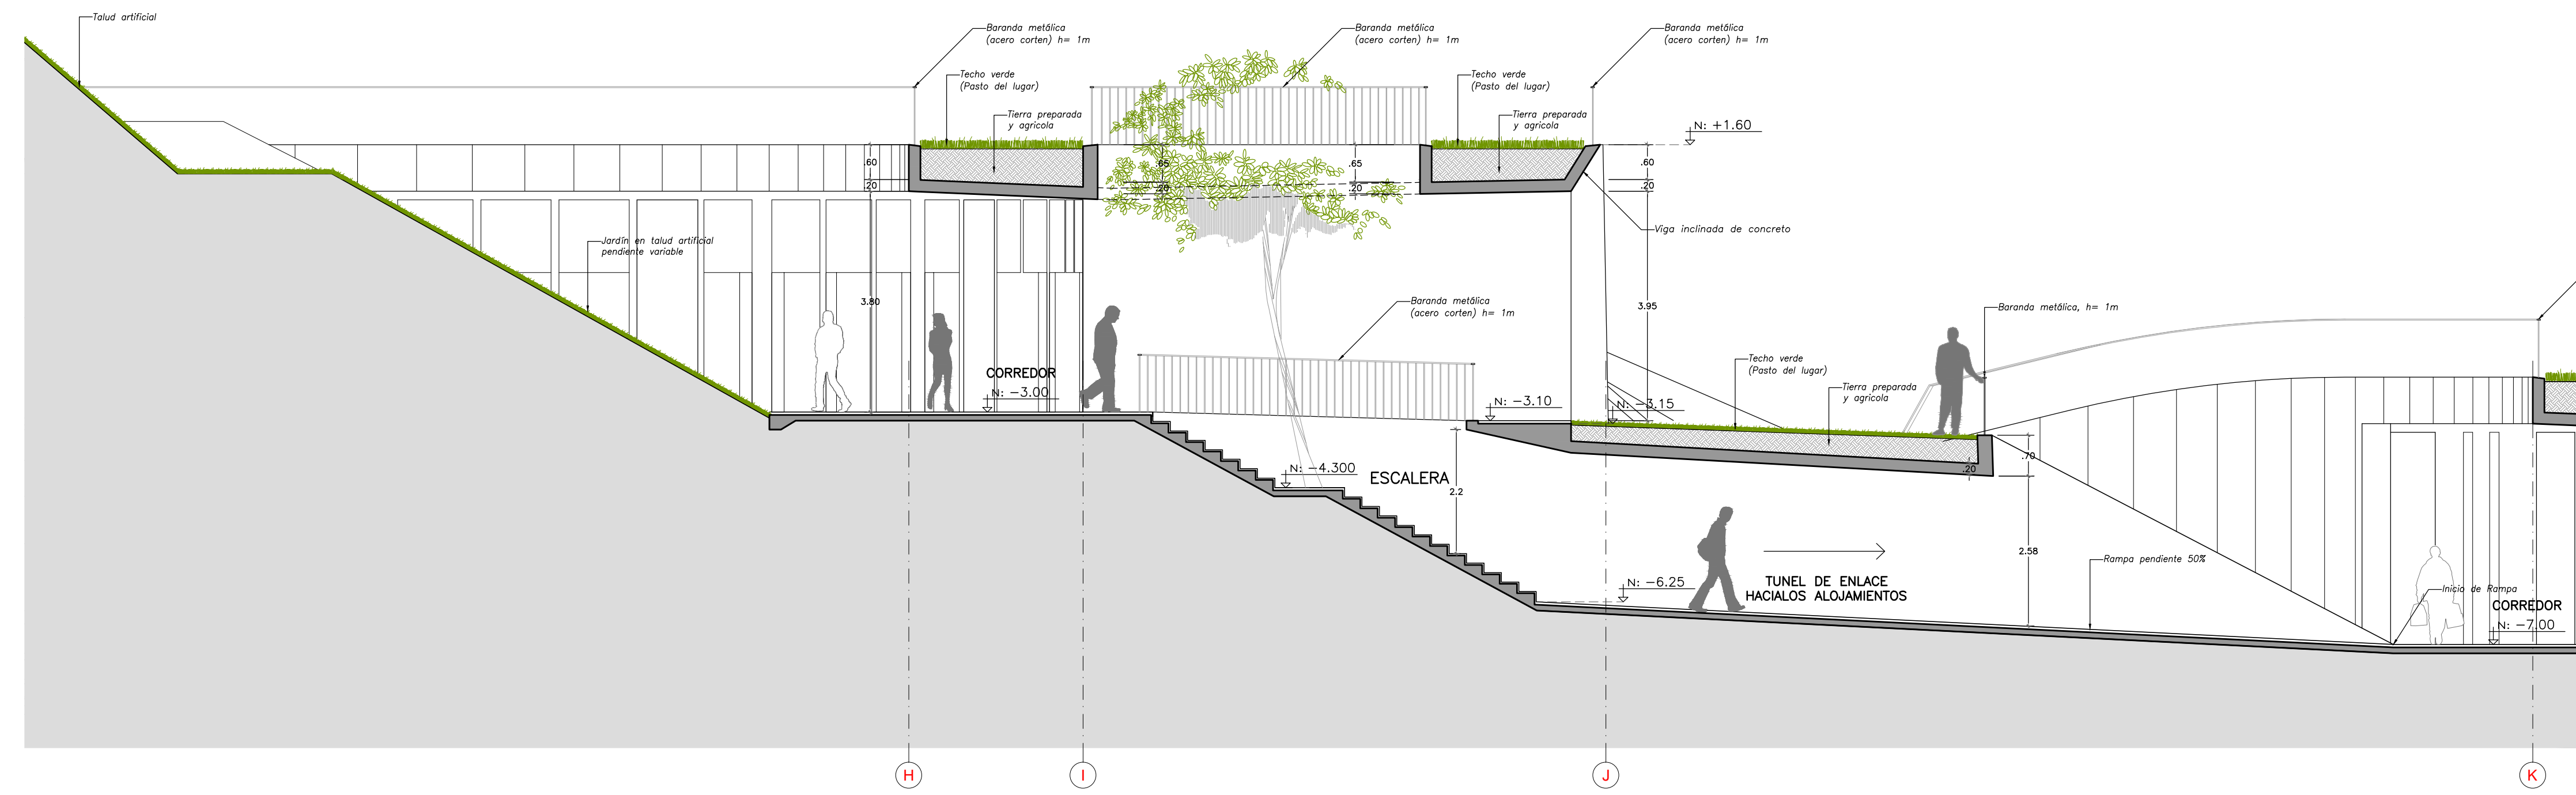 Talud artificial
Baranda metálica
(acero corten) h= 1m
Baranda metálica
(acero corten) h= 1m
Baranda metálica
(acero corten) h= 1m
Techo verde
(Pasto del lugar)
Techo verde
(Pasto del lugar)
Tierra preparada
y agricola
Tierra preparada
y agricola
N: +1.60
.60
.65
.65
.60
.20
.20
.20
.20
Viga inclinada de concreto
Jardín en talud artificial
pendiente variable
3.80
3.95
Baranda metálica
(acero corten) h= 1m
Baranda metálica, h= 1m
Techo verde
(Pasto del lugar)
CORREDOR
N: -3.00
Tierra preparada
y agricola
N: -3.10
N: -3.15
.70
.20
N: -4.300
ESCALERA
2.2
2.58
Rampa pendiente 50%
N: -6.25
TUNEL DE ENLACE
HACIALOS ALOJAMIENTOS
Inicio de Rampa
CORREDOR
N: -7.00
H
I
J
K